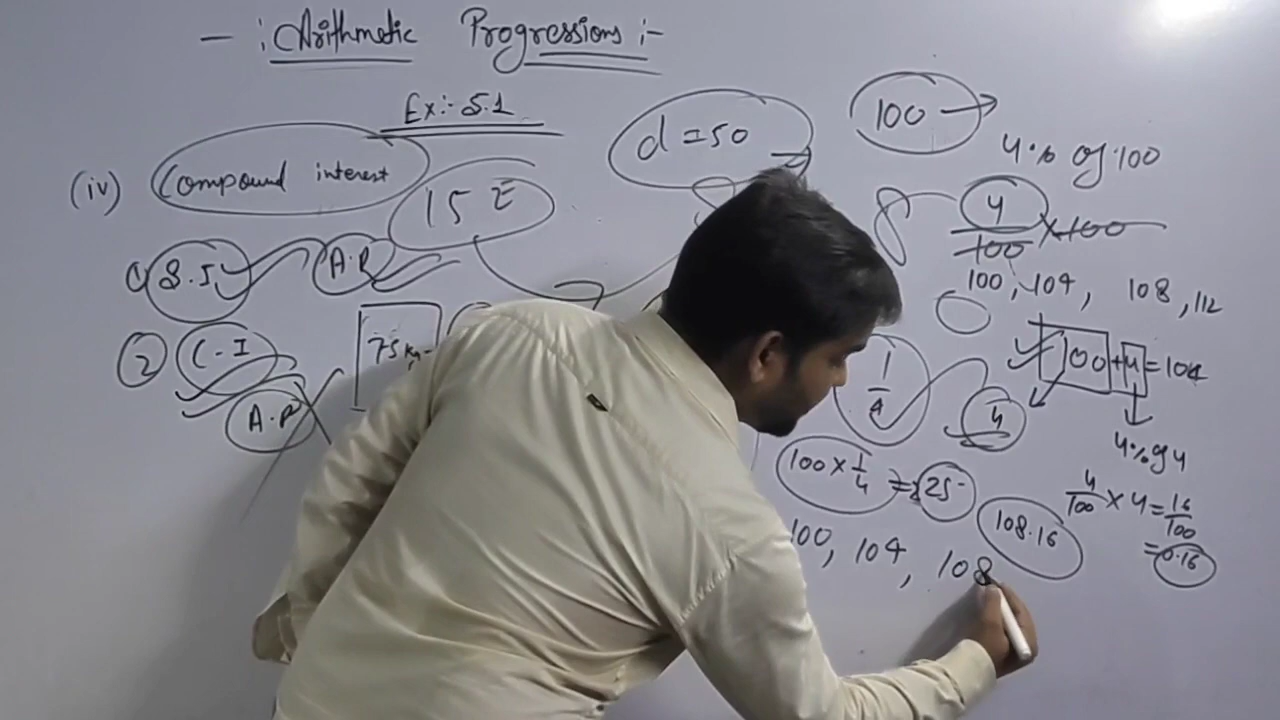 - : Arithmetic Progressions :-
Ex:- 5.1
(iv) Compound interest
15 E
d = 50
100 →
4% of 100
4/100 × 100
100, 104, 108, 112
1) S.I A.P
2 C-I
A.P
75 kg
100 + 4 = 104
4% of 4
4/100 × 4 = 16/100
= 0.16
1/4
4
100 × 1/4 = 25
108.16
100, 104, 108